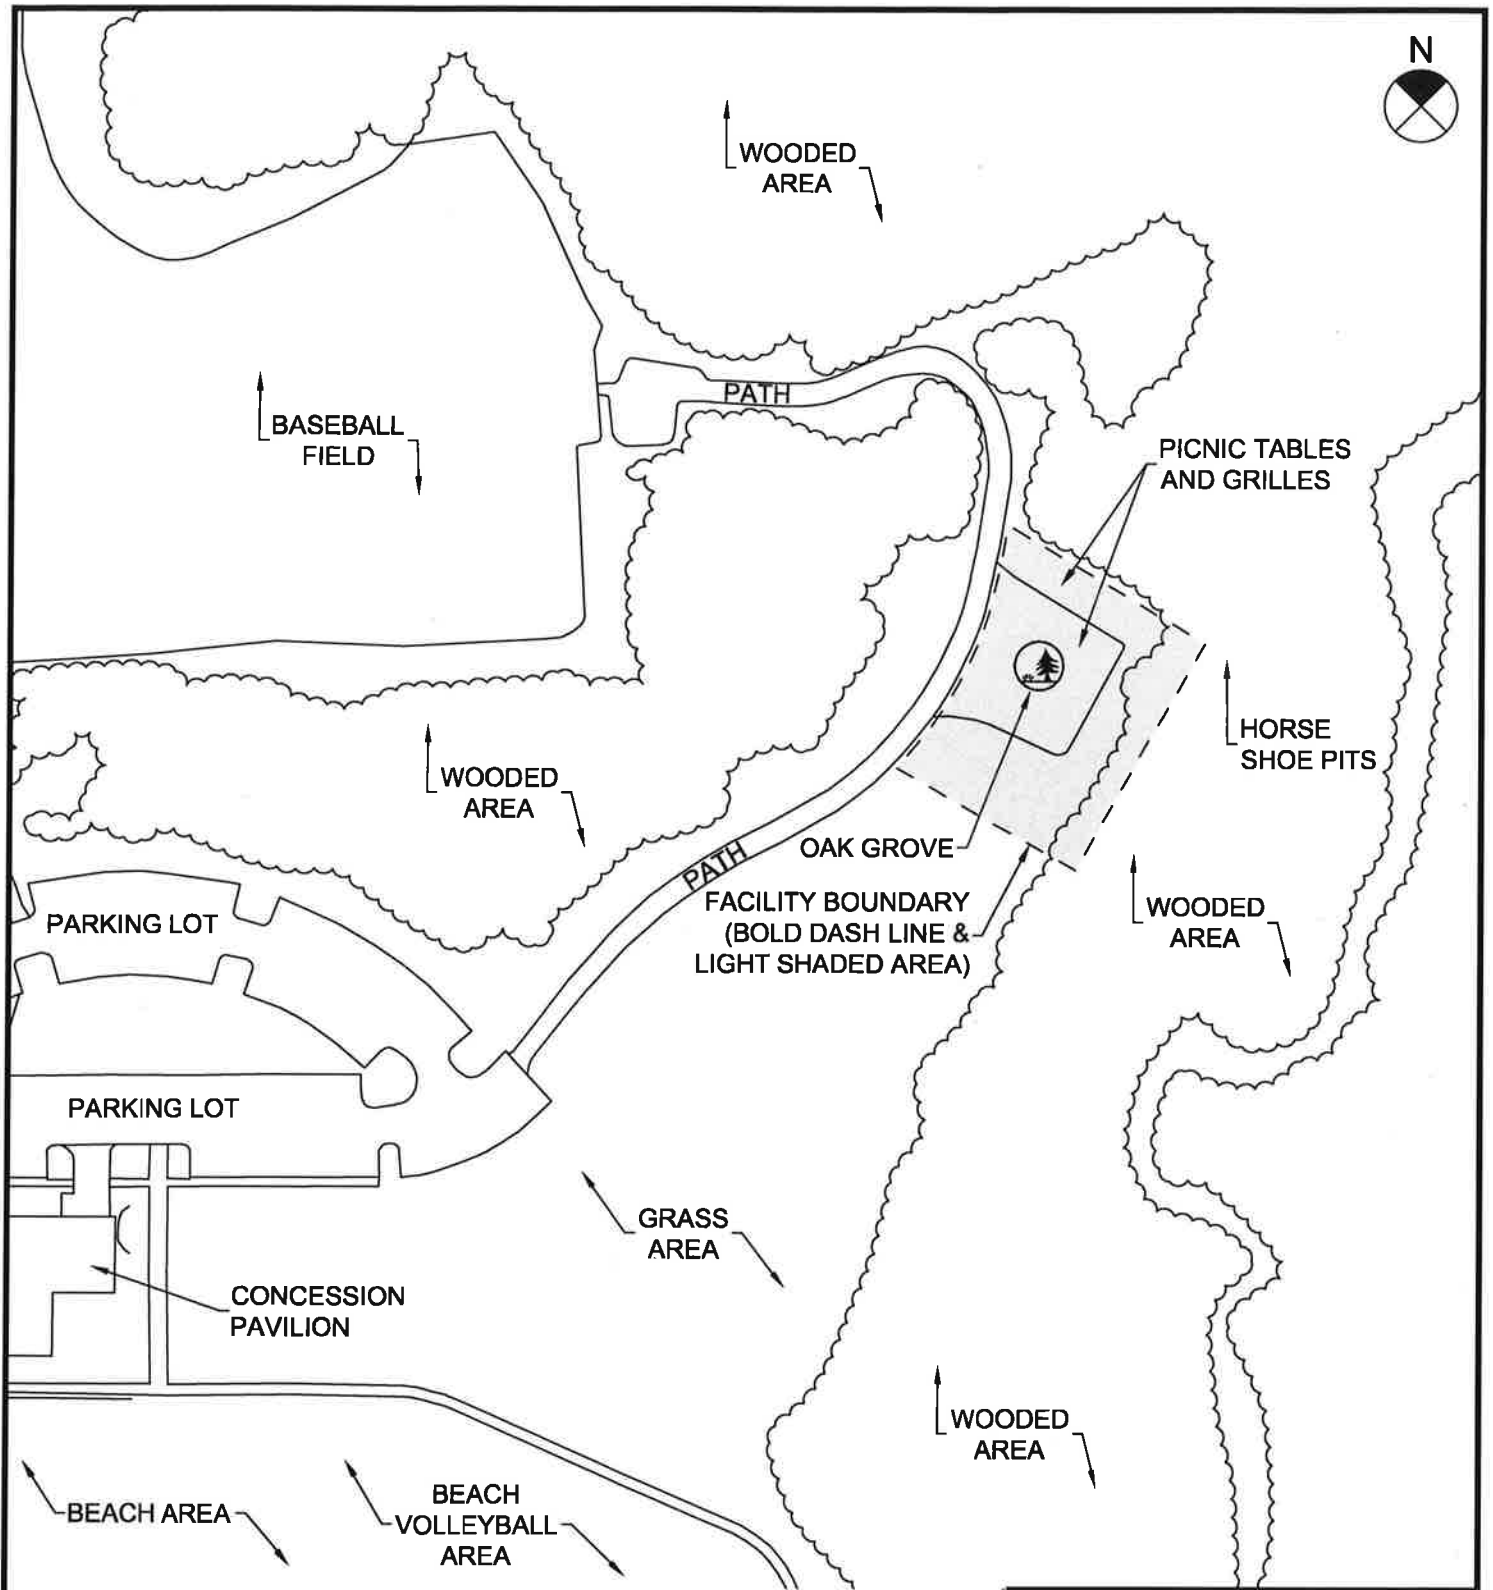 N
WOODED
AREA
PATH
BASEBALL
FIELD
PICNIC TABLES
AND GRILLES
HORSE
SHOE PITS
WOODED
AREA
OAK GROVE
PATH
FACILITY BOUNDARY
(BOLD DASH LINE &
LIGHT SHADED AREA)
WOODED
AREA
PARKING LOT
PARKING LOT
GRASS
AREA
CONCESSION
PAVILION
WOODED
AREA
BEACH AREA
BEACH
VOLLEYBALL
AREA